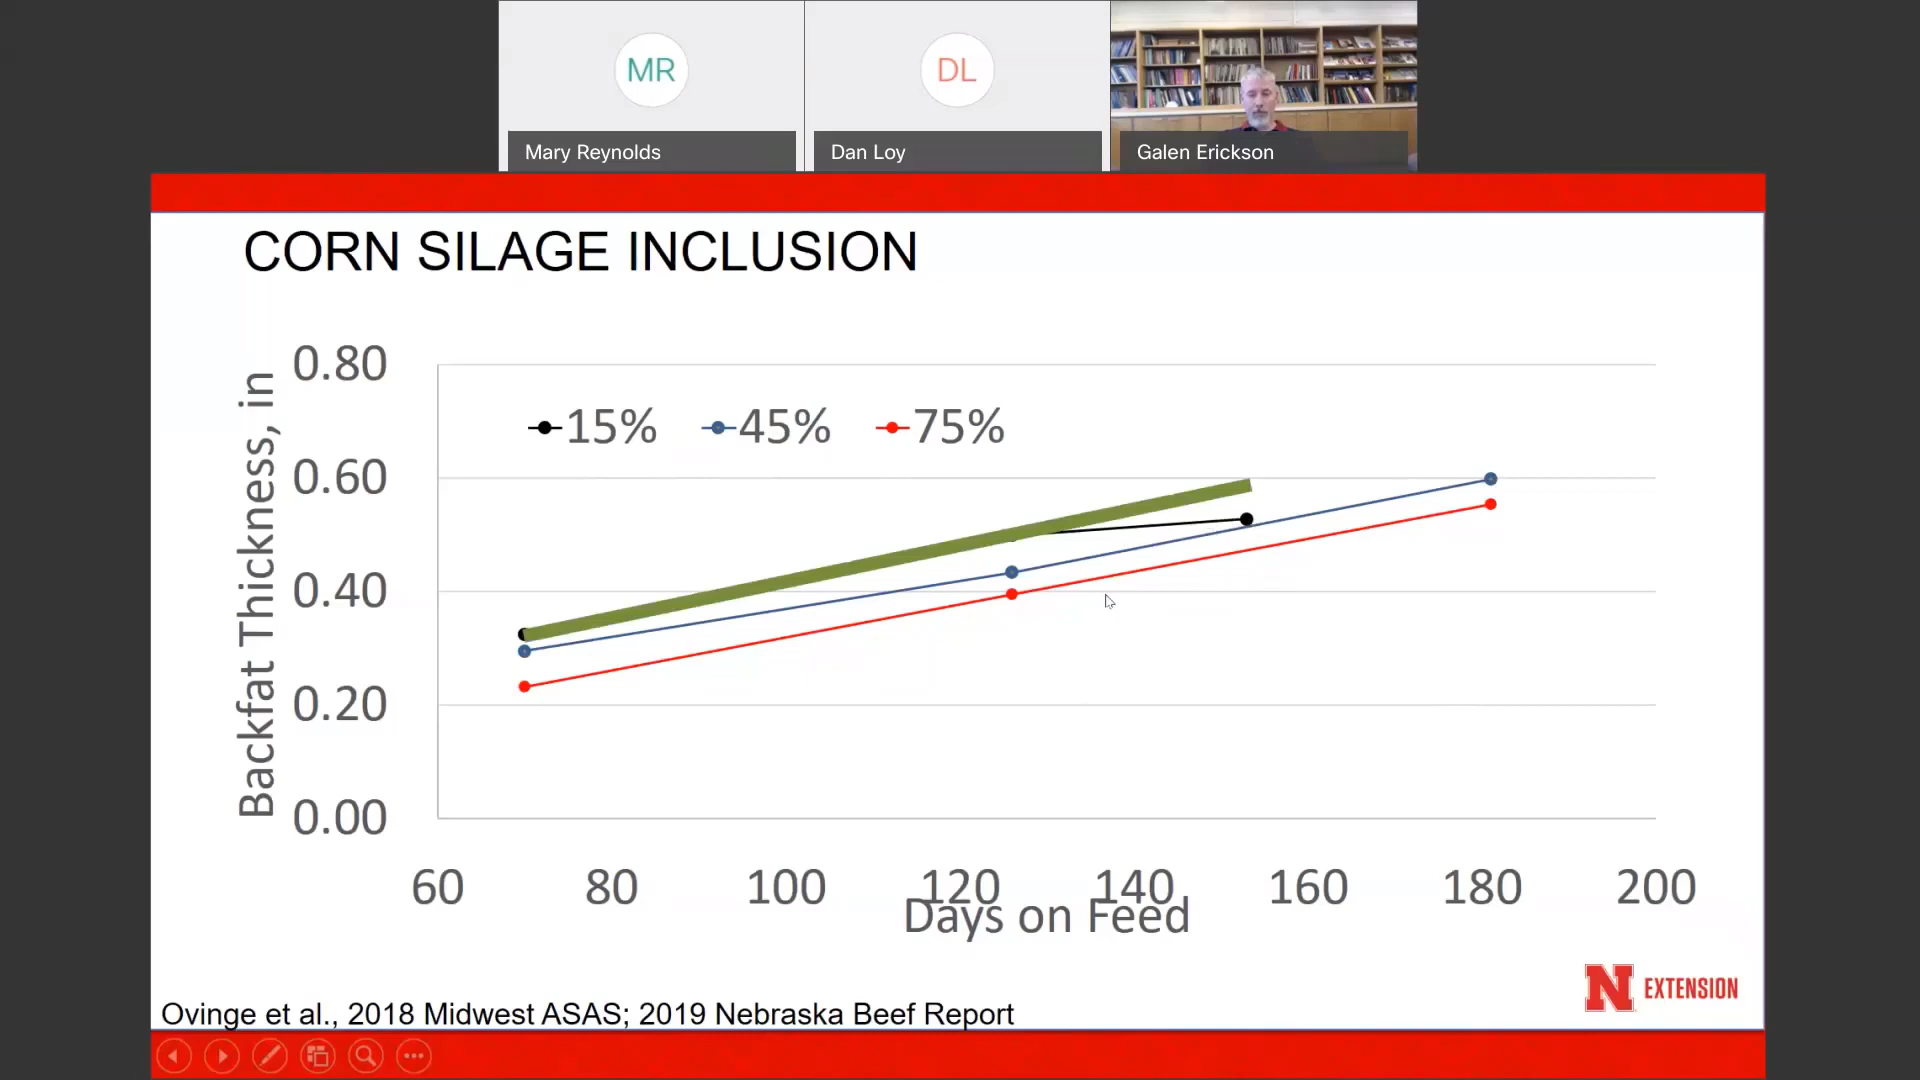 MR
DL
Mary Reynolds
Dan Loy
Galen Erickson
CORN SILAGE INCLUSION
Backfat Thickness, in
0.80
0.60
0.40
0.20
0.00
15%
45%
75%
60 80 100 120 140 160 180 200
Days on Feed
N EXTENSION
Ovinge et al., 2018 Midwest ASAS; 2019 Nebraska Beef Report